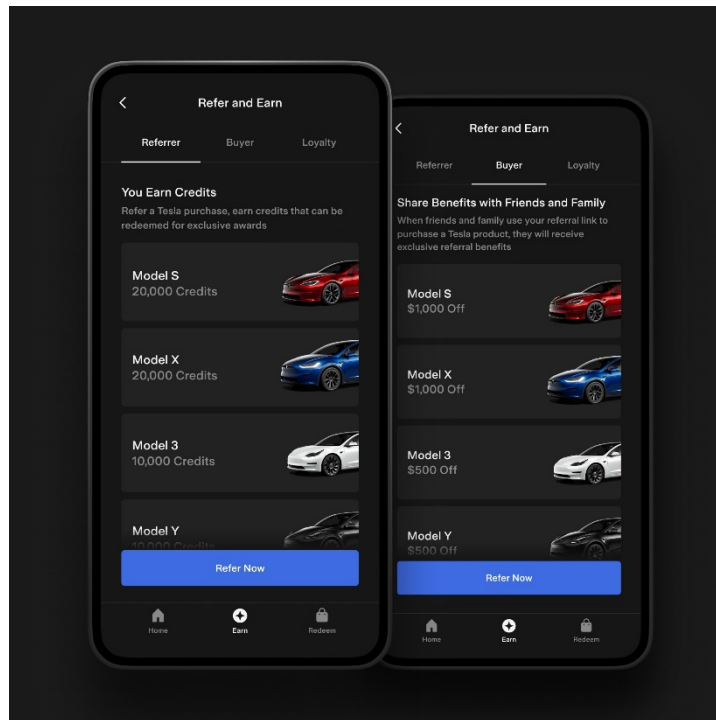 Refer and Earn
Referrer
Buyer
Loyalty
You Earn Credits
Refer a Tesla purchase, earn credits that can be
redeemed for exclusive awards
Model S
20,000 Credits
Model X
20,000 Credits
Model 3
10,000 Credits
Model Y
10,000 Credits
Refer Now
Home
Earn
Redeem
Refer and Earn
Referrer
Buyer
Loyalty
Share Benefits with Friends and Family
When friends and family use your referral link to
purchase a Tesla product, they will receive
exclusive referral benefits
Model S
$1,000 Off
Model X
$1,000 Off
Model 3
$500 Off
Model Y
$500 Off
Refer Now
Home
Earn
Redeem